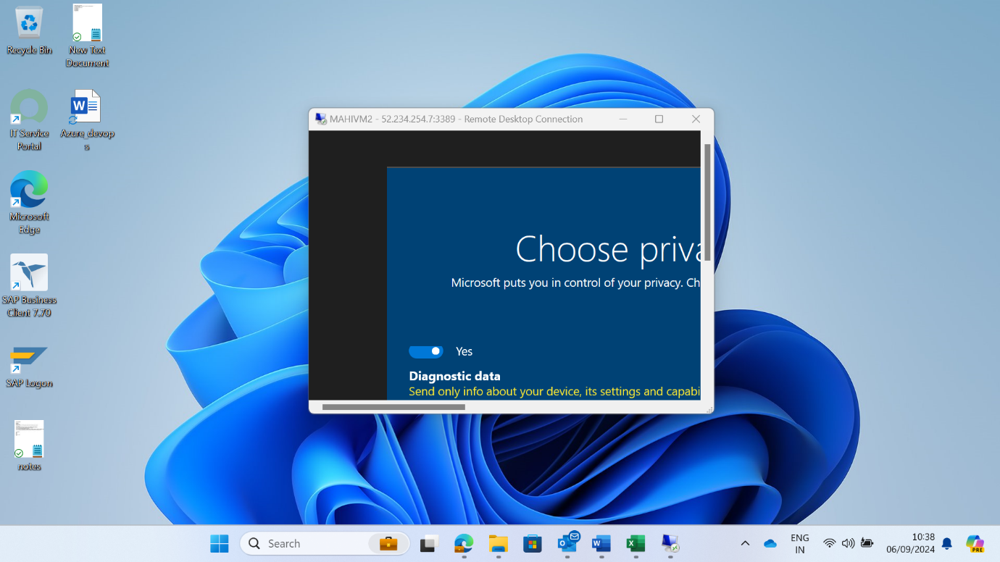 Recycle Bin
New Text
Document
IT Service
Portal
Azure_devop
s
Microsoft
Edge
SAP Business
Client 7.70
SAP Logon
notes
MAHIVM2 - 52.234.254.7:3389 - Remote Desktop Connection
Choose priva
Microsoft puts you in control of your privacy. Ch
Yes
Diagnostic data
Send only info about your device, its settings and capabi
Search
ENG
IN
10:38
06/09/2024
PRE